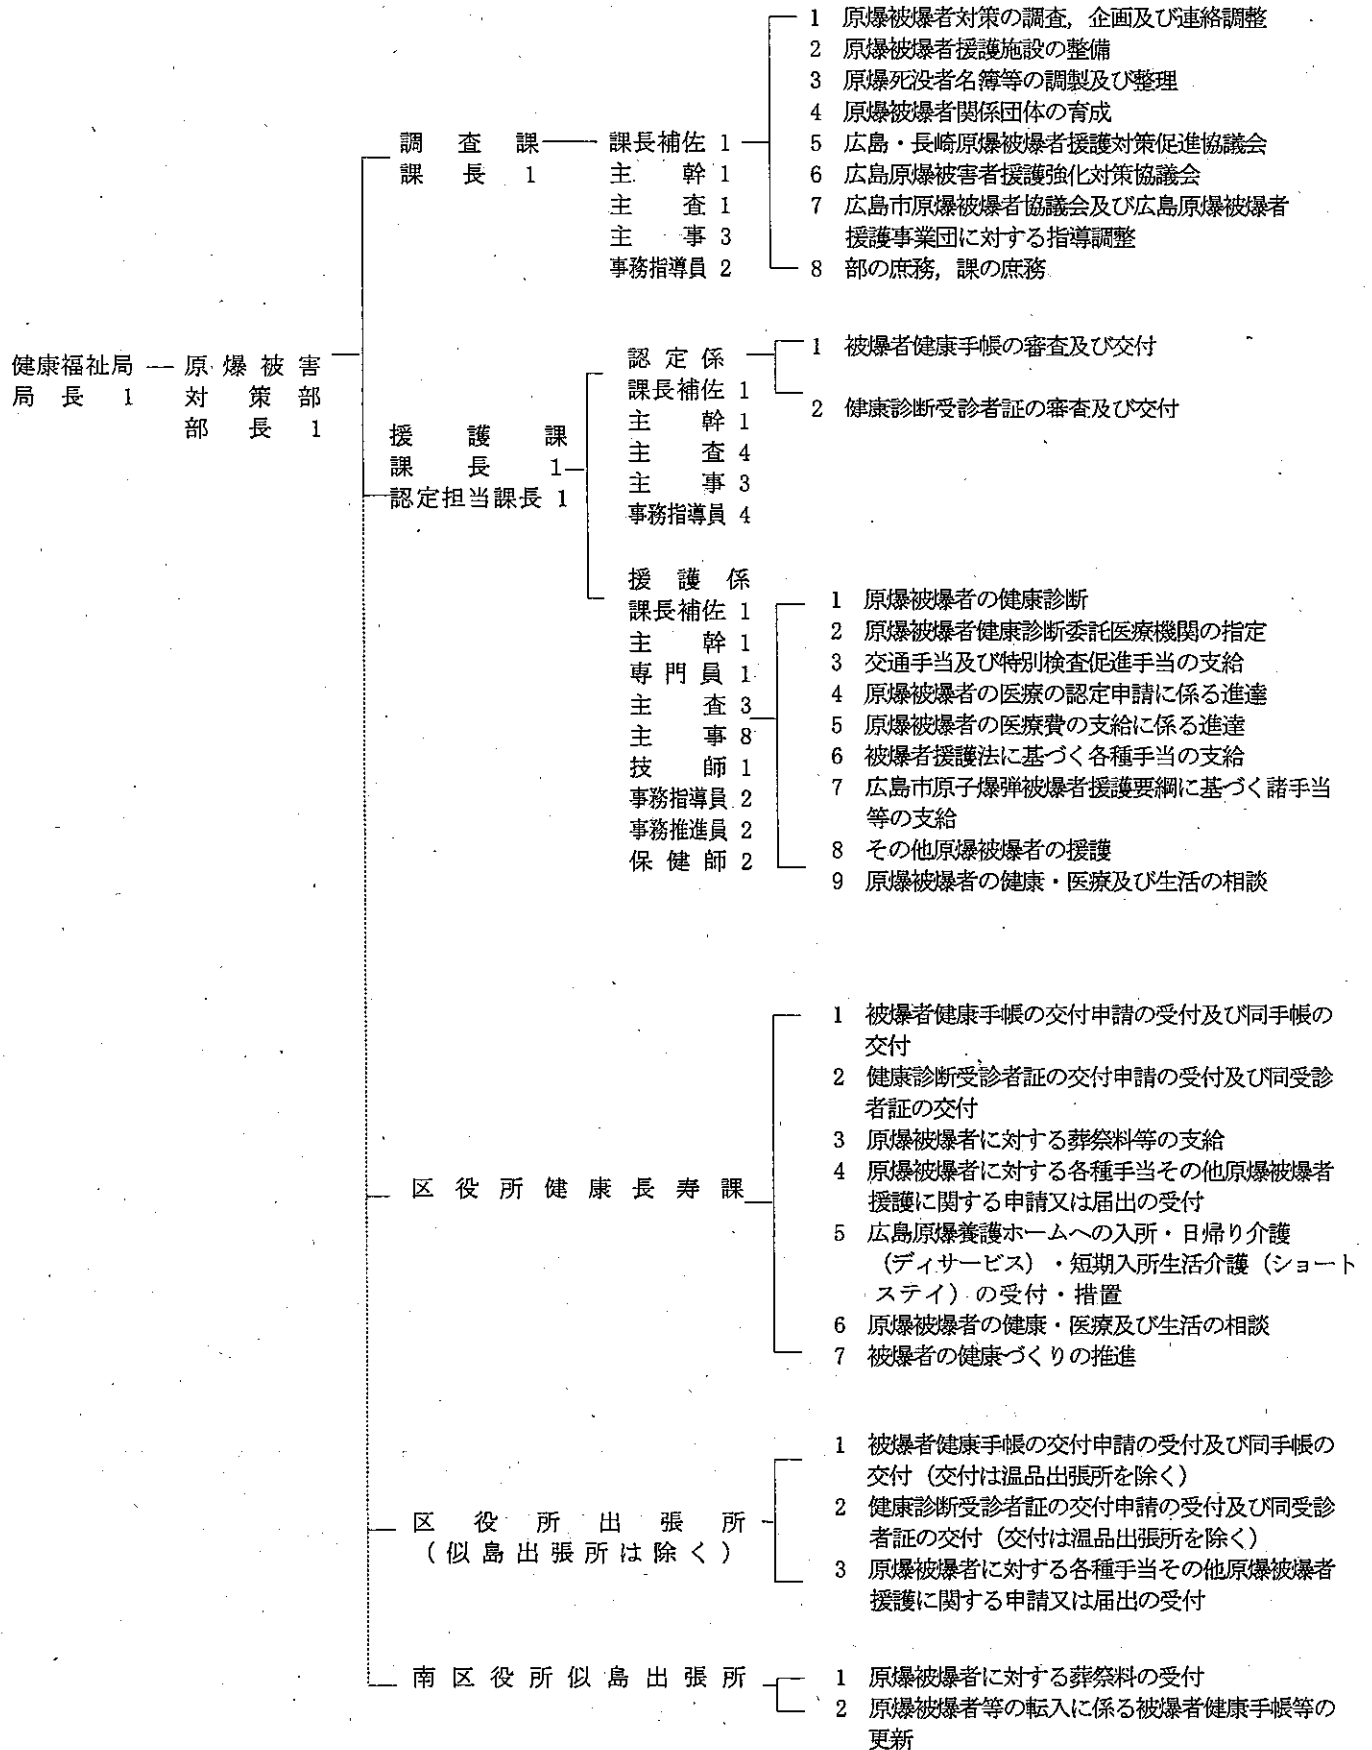 健康福祉局
局長 1
原爆被害
対策部
部長 1
調査課
課長 1
課長補佐 1
主幹 1
主査 1
主事 3
事務指導員 2
1 原爆被爆者対策の調査，企画及び連絡調整
2 原爆被爆者援護施設の整備
3 原爆死没者名簿等の調製及び整理
4 原爆被爆者関係団体の育成
5 広島・長崎原爆被爆者援護対策促進協議会
6 広島原爆被害者援護強化対策協議会
7 広島市原爆被爆者協議会及び広島原爆被爆者
援護事業団に対する指導調整
8 部の庶務，課の庶務
援護課
課長 1
認定担当課長 1
認定係
課長補佐 1
主幹 1
主査 4
主事 3
事務指導員 4
1 被爆者健康手帳の審査及び交付
2 健康診断受診者証の審査及び交付
援護係
課長補佐 1
主幹 1
専門員 1
主査 3
主事 8
技師 1
事務指導員 2
事務推進員 2
保健師 2
1 原爆被爆者の健康診断
2 原爆被爆者健康診断委託医療機関の指定
3 交通手当及び特別検査促進手当の支給
4 原爆被爆者の医療の認定申請に係る進達
5 原爆被爆者の医療費の支給に係る進達
6 被爆者援護法に基づく各種手当の支給
7 広島市原子爆弾被爆者援護要綱に基づく諸手当
等の支給
8 その他原爆被爆者の援護
9 原爆被爆者の健康・医療及び生活の相談
区役所健康長寿課
1 被爆者健康手帳の交付申請の受付及び同手帳の
交付
2 健康診断受診者証の交付申請の受付及び同受診
者証の交付
3 原爆被爆者に対する葬祭料等の支給
4 原爆被爆者に対する各種手当その他原爆被爆者
援護に関する申請又は届出の受付
5 広島原爆養護ホームへの入所・日帰り介護
（ディサービス）・短期入所生活介護（ショート
ステイ）の受付・措置
6 原爆被爆者の健康・医療及び生活の相談
7 被爆者の健康づくりの推進
区役所出張所
（似島出張所は除く）
1 被爆者健康手帳の交付申請の受付及び同手帳の
交付（交付は温品出張所を除く）
2 健康診断受診者証の交付申請の受付及び同受診
者証の交付（交付は温品出張所を除く）
3 原爆被爆者に対する各種手当その他原爆被爆者
援護に関する申請又は届出の受付
南区役所似島出張所
1 原爆被爆者に対する葬祭料の受付
2 原爆被爆者等の転入に係る被爆者健康手帳等の
更新